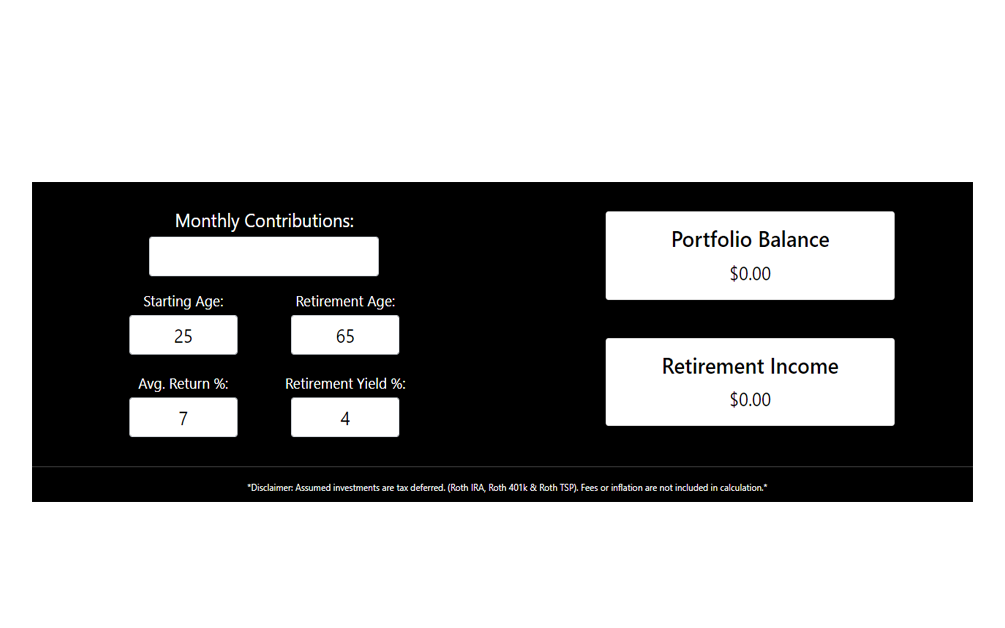 Monthly Contributions:
Starting Age:
Retirement Age:
25
65
Avg. Return %:
Retirement Yield %:
7
4
Portfolio Balance
$0.00
Retirement Income
$0.00
*Disclaimer: Assumed investments are tax deferred. (Roth IRA, Roth 401k & Roth TSP). Fees or inflation are not included in calculation.*